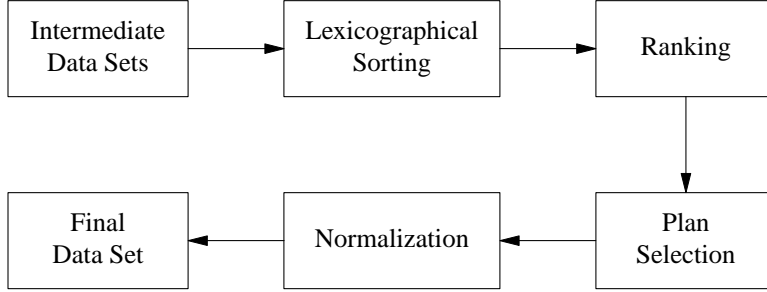 Intermediate
Data Sets
Lexicographical
Sorting
Ranking
Plan
Selection
Normalization
Final
Data Set